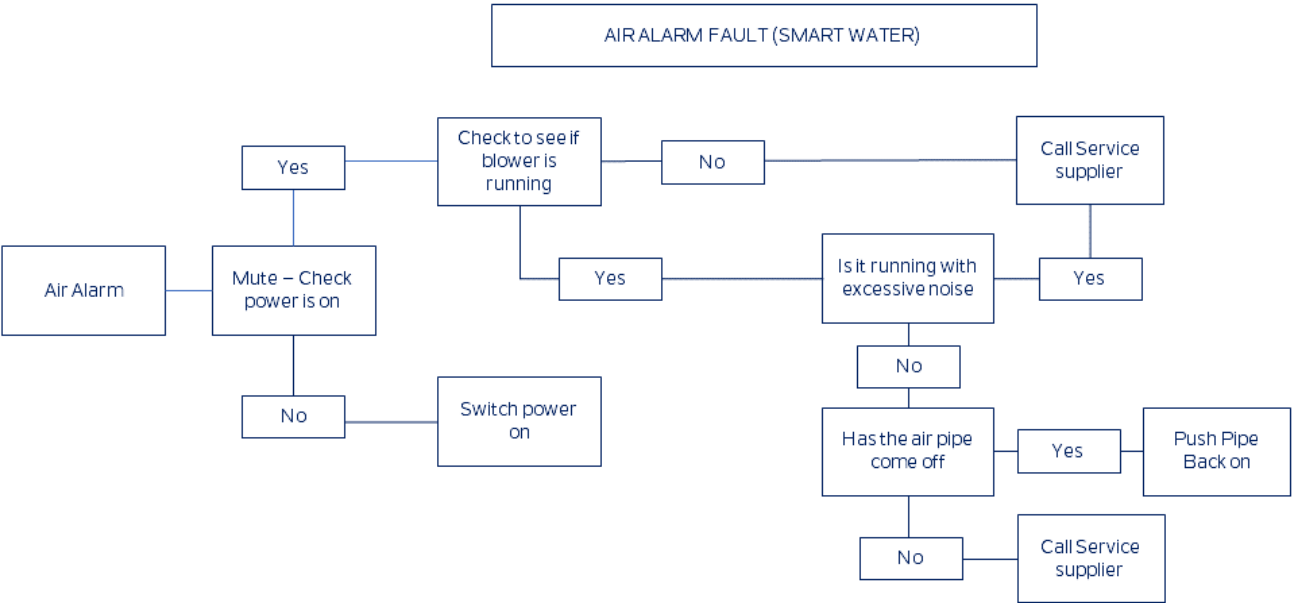 AIR ALARM FAULT (SMART WATER)
Check to see if
blower is
running
No
Call Service
supplier
Yes
Air Alarm
Mute – Check
power is on
Yes
Is it running with
excessive noise
Yes
No
No
Switch power
on
Has the air pipe
come off
Yes
Push Pipe
Back on
No
Call Service
supplier